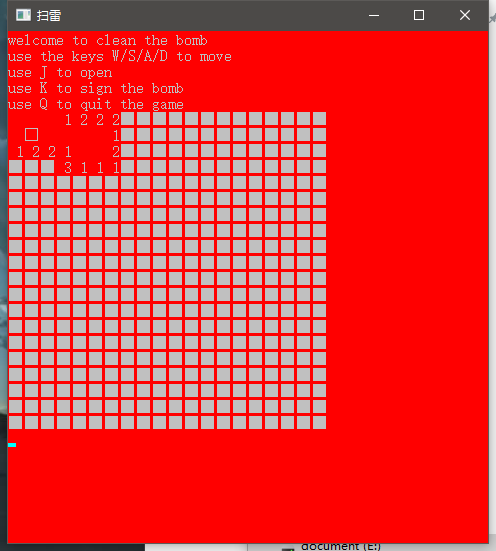 扫雷
welcome to clean the bomb
use the keys W/S/A/D to move
use J to open
use K to sign the bomb
use Q to quit the game
1 2 2 2
1
1 2 2 1 2
3 1 1 1
document (E:)